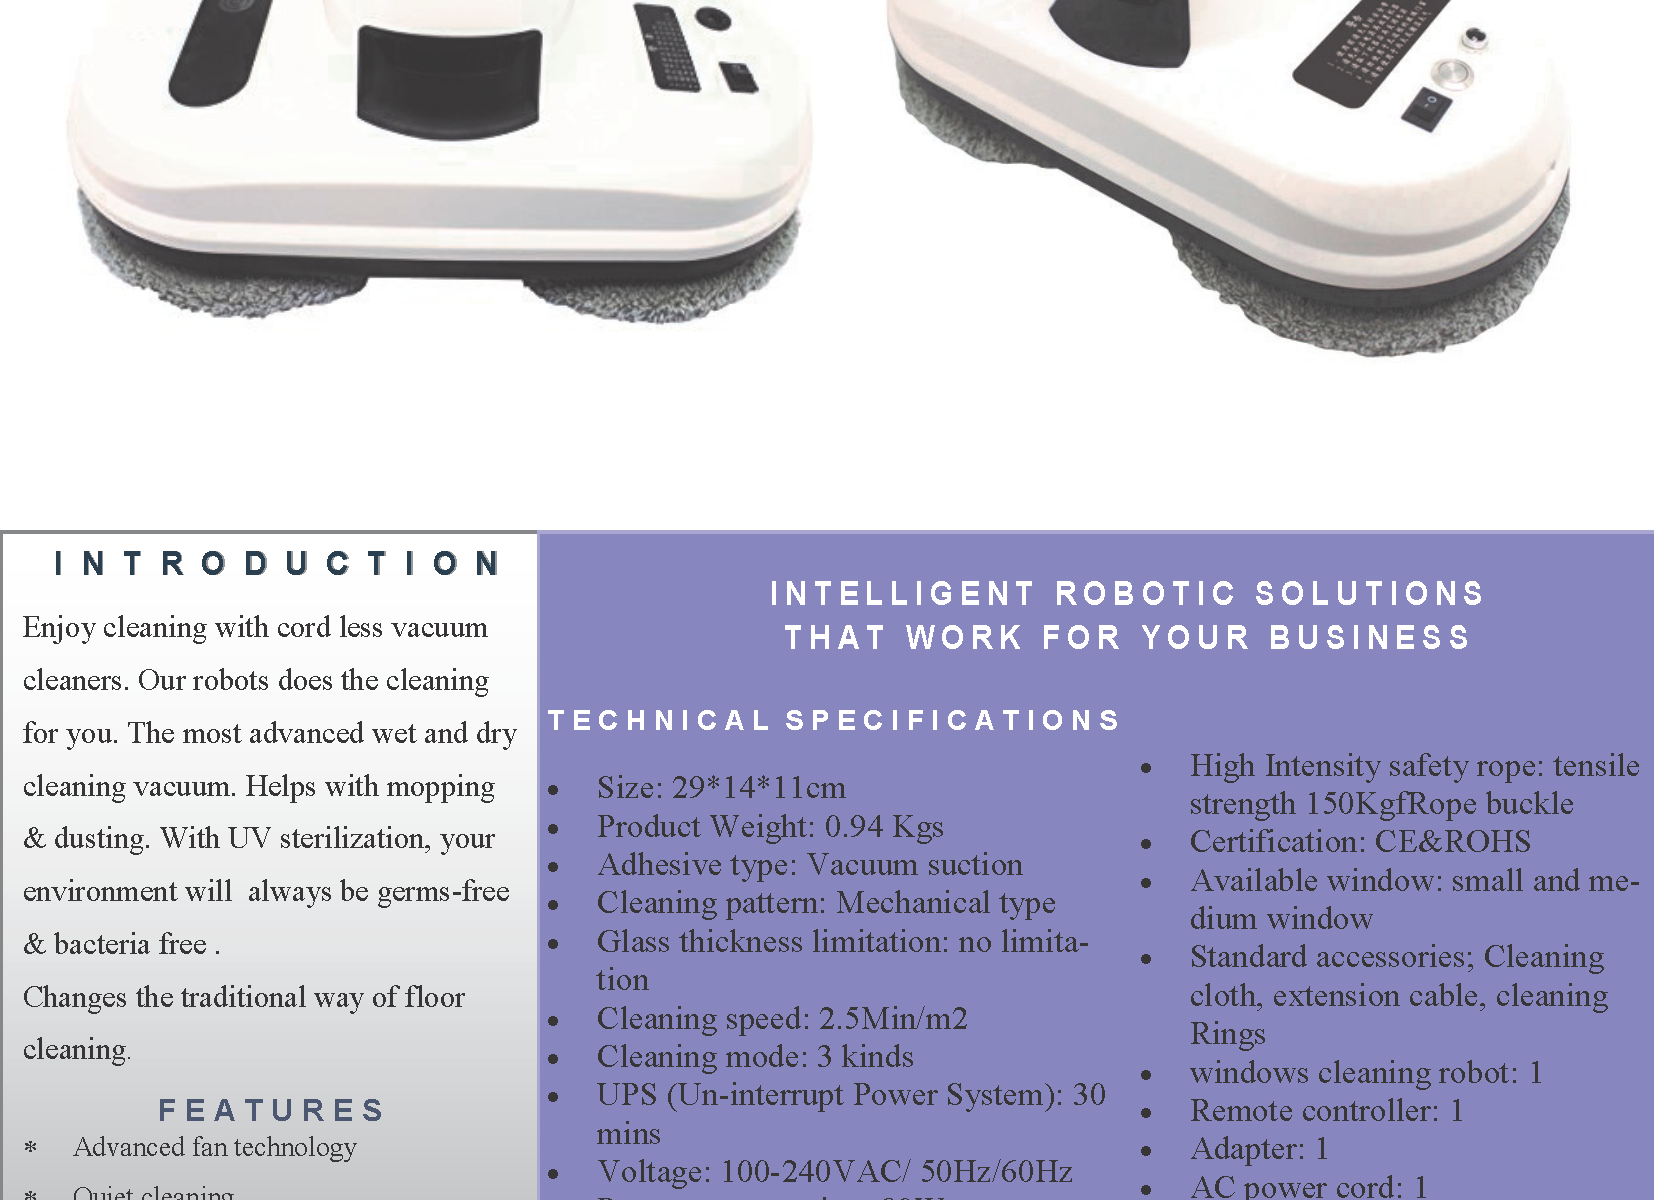 INTRODUCTION
Enjoy cleaning with cord less vacuum
cleaners. Our robots does the cleaning
for you. The most advanced wet and dry
cleaning vacuum. Helps with mopping
& dusting. With UV sterilization, your
environment will  always be germs-free
& bacteria free .
Changes the traditional way of floor
cleaning.
FEATURES
* Advanced fan technology
* Quiet cleaning
INTELLIGENT ROBOTIC SOLUTIONS
THAT WORK FOR YOUR BUSINESS
TECHNICAL SPECIFICATIONS
• Size: 29*14*11cm
• Product Weight: 0.94 Kgs
• Adhesive type: Vacuum suction
• Cleaning pattern: Mechanical type
• Glass thickness limitation: no limita-
tion
• Cleaning speed: 2.5Min/m2
• Cleaning mode: 3 kinds
• UPS (Un-interrupt Power System): 30
mins
• Voltage: 100-240VAC/ 50Hz/60Hz
• High Intensity safety rope: tensile
strength 150KgfRope buckle
• Certification: CE&ROHS
• Available window: small and me-
dium window
• Standard accessories; Cleaning
cloth, extension cable, cleaning
Rings
• windows cleaning robot: 1
• Remote controller: 1
• Adapter: 1
• AC power cord: 1